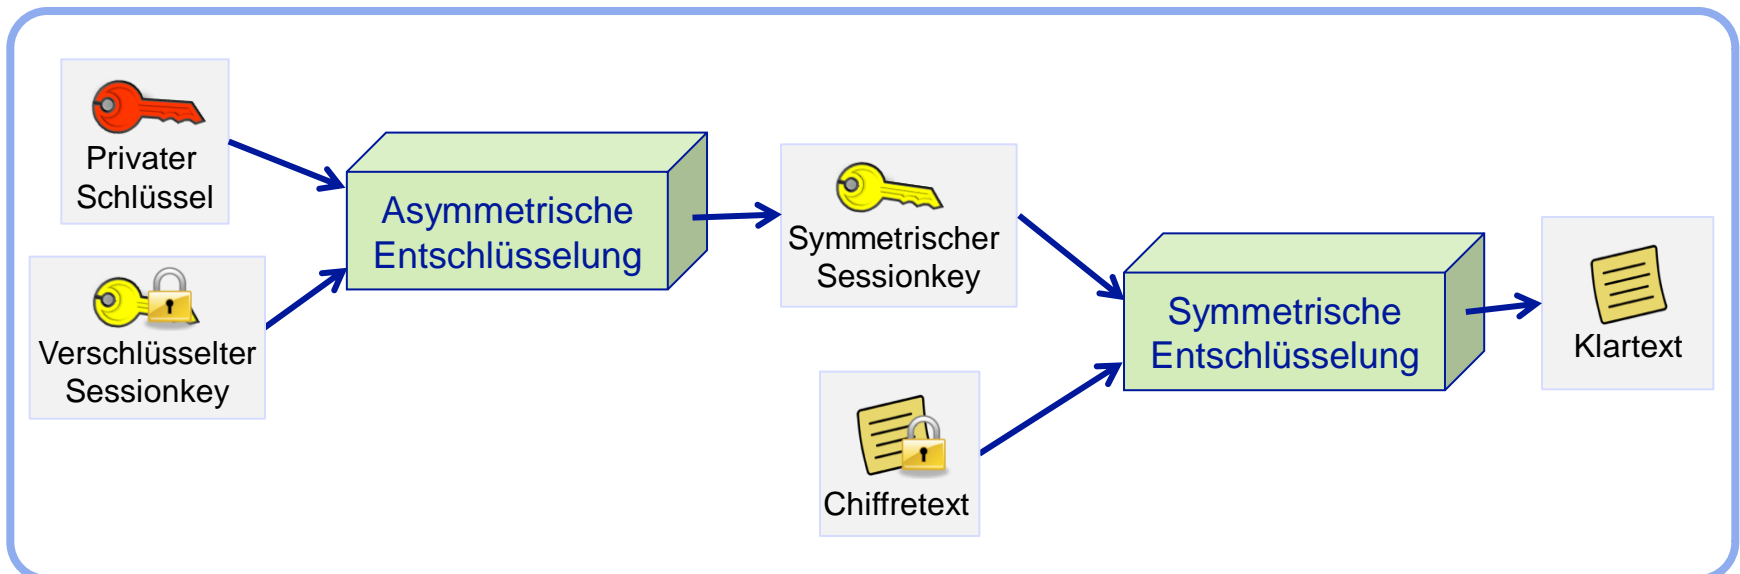 Privater
Schlüssel
Verschlüsselter
Sessionkey
Asymmetrische
Entschlüsselung
Symmetrischer
Sessionkey
Chiffretext
Symmetrische
Entschlüsselung
Klartext